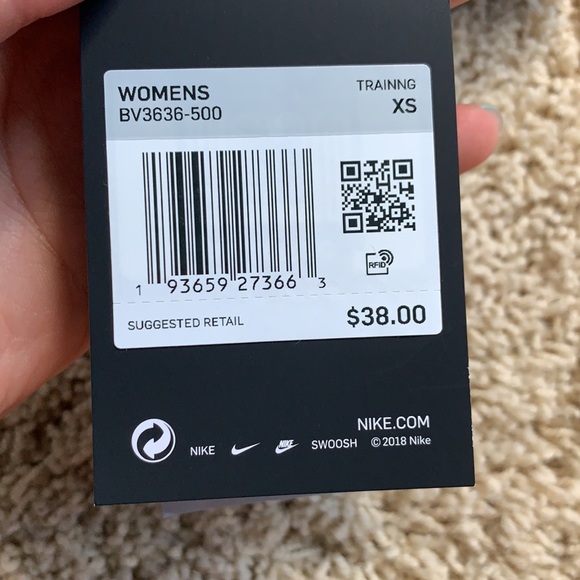 WOMENS
BV3636-500
TRAINNG
XS
1 93659 27366 3
RFID
SUGGESTED RETAIL
$38.00
NIKE.COM
NIKE NIKE SWOOSH © 2018 Nike